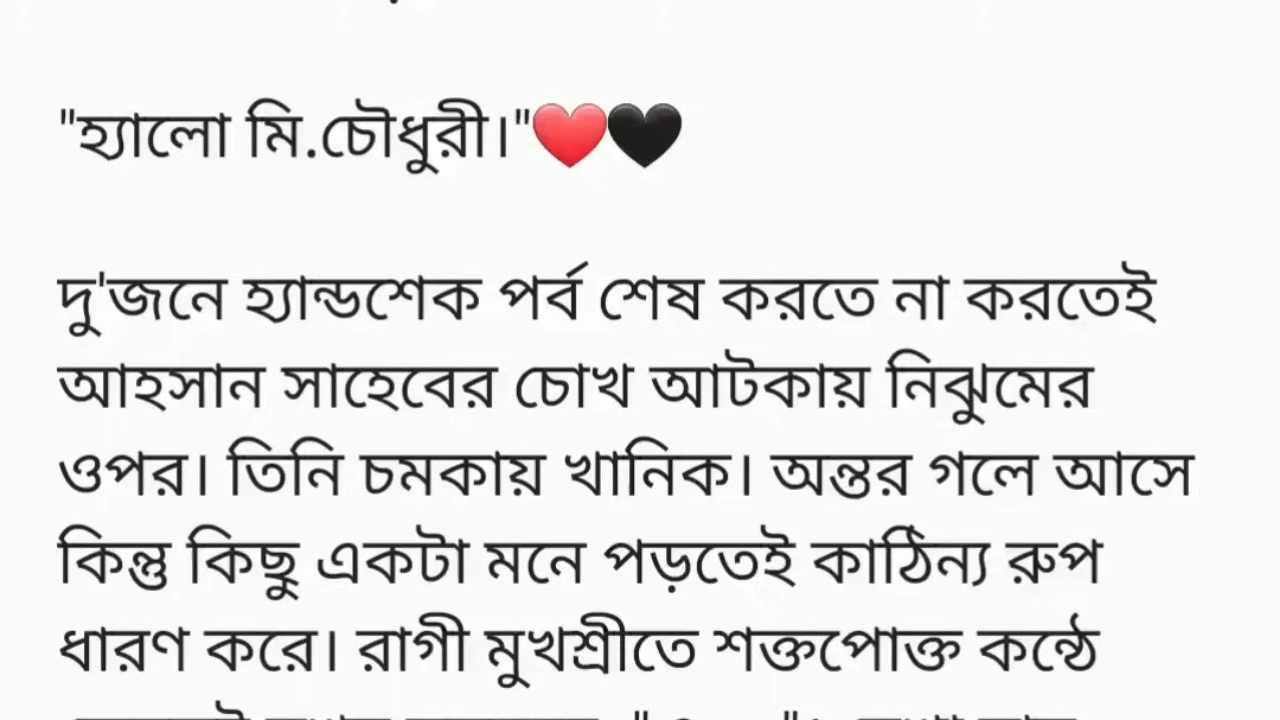 "হ্যালো মি.চৌধুরী।"❤️🖤
দু'জনে হ্যান্ডশেক পর্ব শেষ করতে না করতেই
আহসান সাহেবের চোখ আটকায় নিঝুমের
ওপর। তিনি চমকায় খানিক। অন্তর গলে আসে
কিন্তু কিছু একটা মনে পড়তেই কাঠিন্য রুপ
ধারণ করে। রাগী মুখশ্রীতে শক্তপোক্ত কন্ঠে